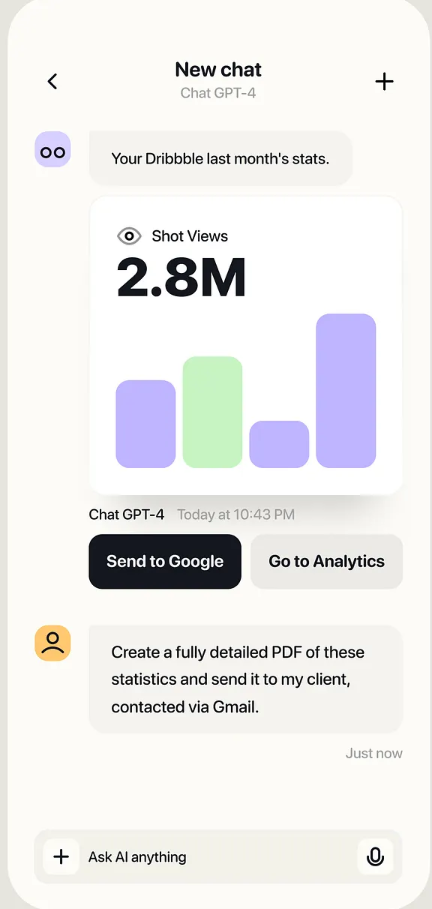 New chat
Chat GPT-4
Your Dribbble last month's stats.
Shot Views
2.8M
Chat GPT-4 Today at 10:43 PM
Send to Google Go to Analytics
Create a fully detailed PDF of these
statistics and send it to my client,
contacted via Gmail.
Just now
Ask AI anything